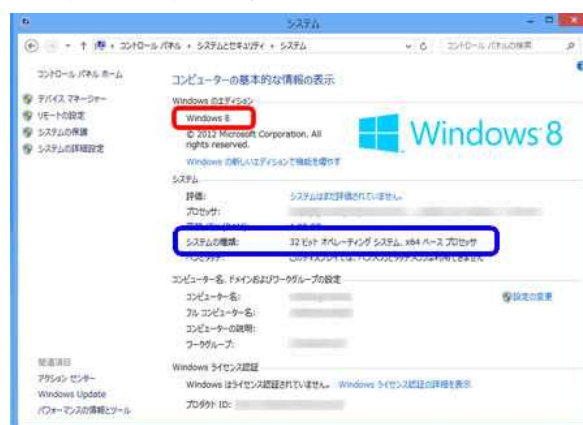 システム
コントロール パネル ▸ システムとセキュリティ ▸ システム
コントロール パネルの検索
コントロール パネル ホーム
デバイス マネージャー
リモートの設定
システムの保護
システムの詳細設定
コンピューターの基本的な情報の表示
Windows のエディション
Windows 8
© 2012 Microsoft Corporation. All
rights reserved.
Windows の新しいエディションで機能を増やす
Windows 8
システム
評価: システムはまだ評価されていません。
プロセッサ:
システムの種類: 32 ビット オペレーティング システム、x64 ベース プロセッサ
コンピューター名、ドメインおよびワークグループの設定
コンピューター名:
設定の変更
フル コンピューター名:
コンピューターの説明:
ワークグループ:
Windows ライセンス認証
Windows はライセンス認証されていません。 Windows ライセンス認証の詳細を表示
プロダクト ID:
関連項目
アクション センター
Windows Update
パフォーマンスの情報とツール